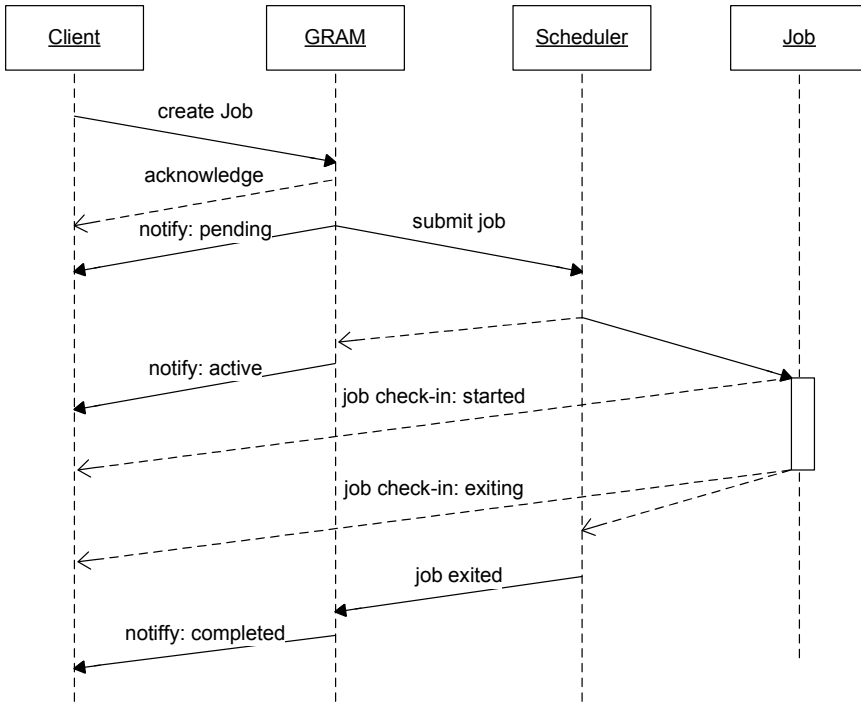 Client
GRAM
Scheduler
Job
create Job
acknowledge
notify: pending
submit job
notify: active
job check-in: started
job check-in: exiting
job exited
notiffy: completed